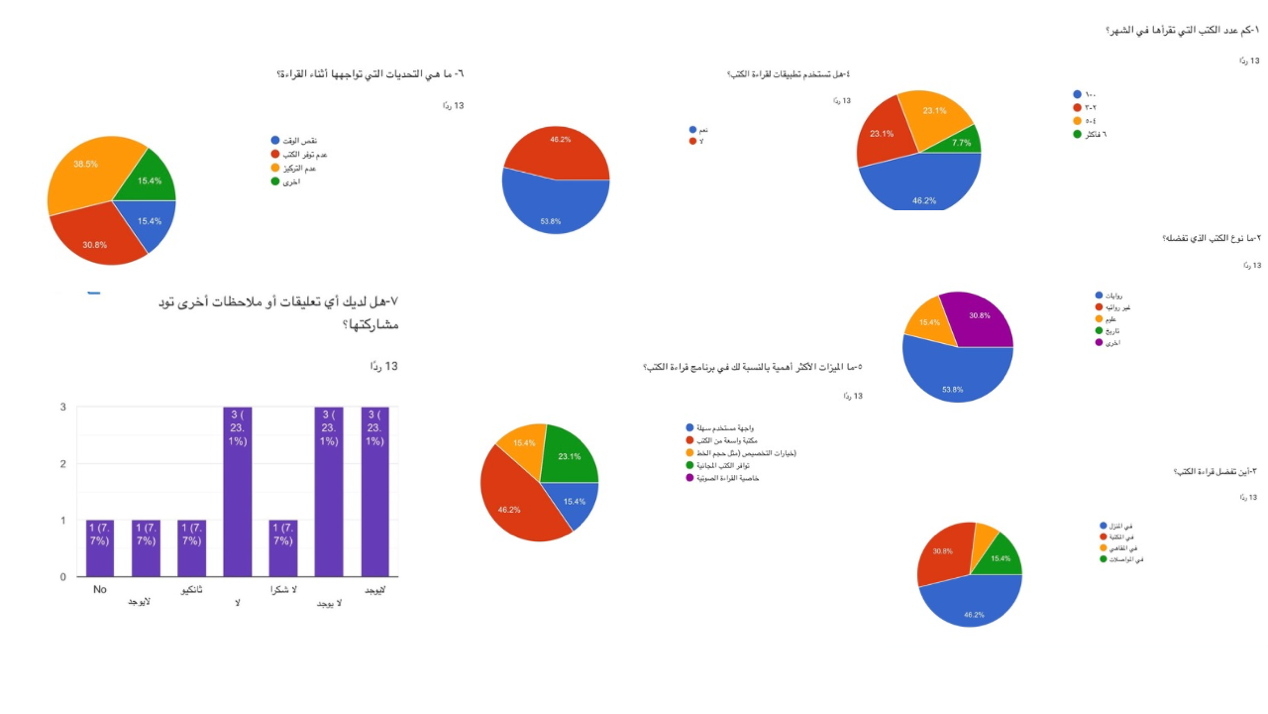 ١-كم عدد الكتب التي تقرأها في الشهر؟
13 ردًا
١-٠
٢-٣
٤-٥
٦ فأكثر
23.1%
23.1%
7.7%
46.2%
٢-ما نوع الكتب الذي تفضله؟
13 ردًا
روايات
غير روائيه
علوم
تاريخ
اخرى
30.8%
15.4%
53.8%
٣-أين تفضل قراءة الكتب؟
13 ردًا
في المنزل
في المكتبة
في المقاهي
في المواصلات
30.8%
15.4%
46.2%
٤-هل تستخدم تطبيقات لقراءة الكتب؟
13 ردًا
نعم
لا
46.2%
53.8%
٥-ما الميزات الأكثر أهمية بالنسبة لك في برنامج قراءة الكتب؟
13 ردًا
واجهة مستخدم سهلة
مكتبة واسعة من الكتب
خيارات التخصيص (مثل حجم الخط)
توافر الكتب المجانية
خاصية القراءة الصوتية
15.4%
23.1%
46.2%
15.4%
٦- ما هي التحديات التي تواجهها أثناء القراءة؟
13 ردًا
نقص الوقت
عدم توفر الكتب
عدم التركيز
اخرى
38.5%
15.4%
15.4%
30.8%
٧-هل لديك أي تعليقات أو ملاحظات أخرى تود
مشاركتها؟
13 ردًا
3
2
1
0
1 (7.7%)
1 (7.7%)
1 (7.7%)
3 (23.1%)
1 (7.7%)
3 (23.1%)
3 (23.1%)
No
لايوجد
ثانكيو
لا
لا شكرا
لا يوجد
لايوجد